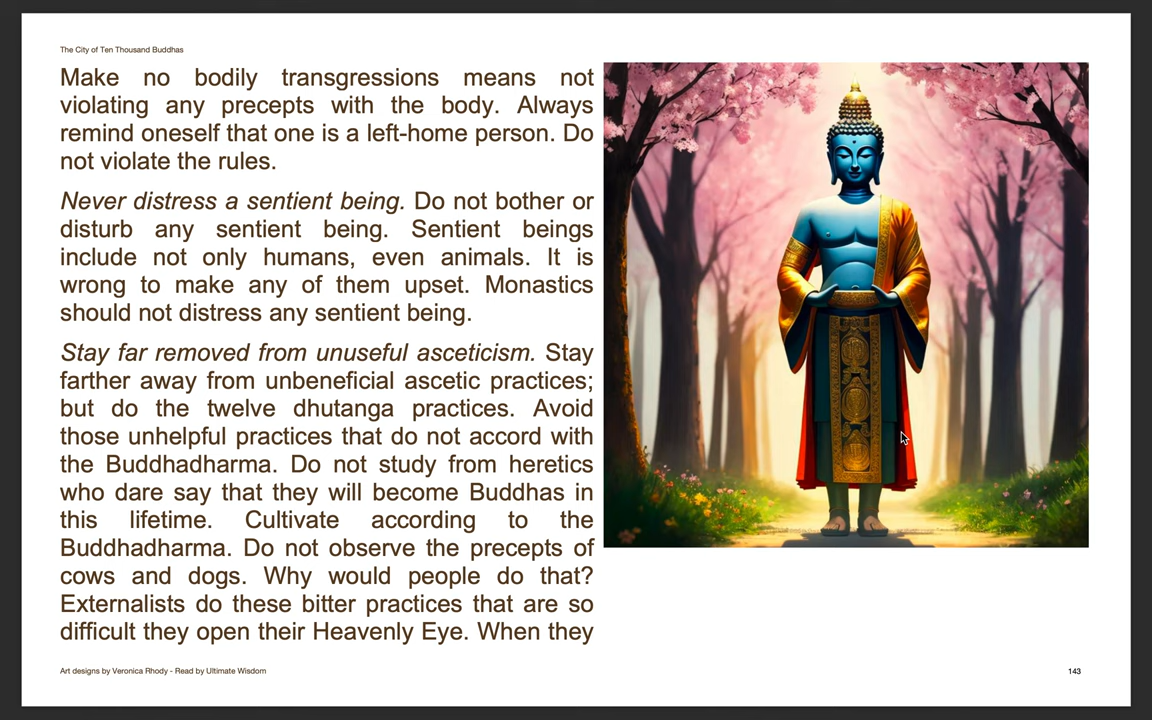 The City of Ten Thousand Buddhas
Make no bodily transgressions means not
violating any precepts with the body. Always
remind oneself that one is a left-home person. Do
not violate the rules.
Never distress a sentient being. Do not bother or
disturb any sentient being. Sentient beings
include not only humans, even animals. It is
wrong to make any of them upset. Monastics
should not distress any sentient being.
Stay far removed from unuseful asceticism. Stay
farther away from unbeneficial ascetic practices;
but do the twelve dhutanga practices. Avoid
those unhelpful practices that do not accord with
the Buddhadharma. Do not study from heretics
who dare say that they will become Buddhas in
this lifetime. Cultivate according to the
Buddhadharma. Do not observe the precepts of
cows and dogs. Why would people do that?
Externalists do these bitter practices that are so
difficult they open their Heavenly Eye. When they
Art designs by Veronica Rhody - Read by Ultimate Wisdom
143